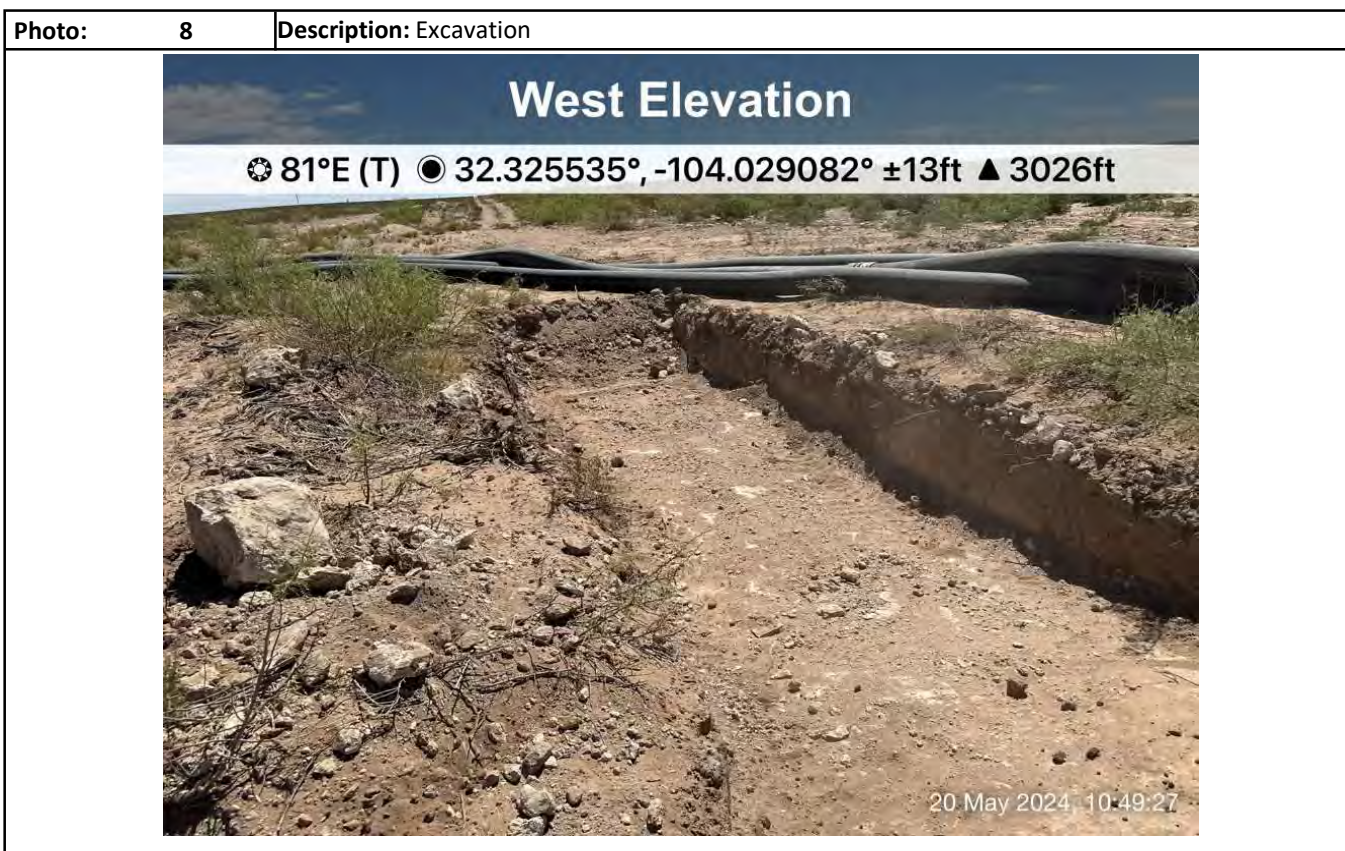 Photo: 8 Description: Excavation
West Elevation
81°E (T) 32.325535°, -104.029082° ±13ft ▲ 3026ft
20 May 2024, 10:49:27